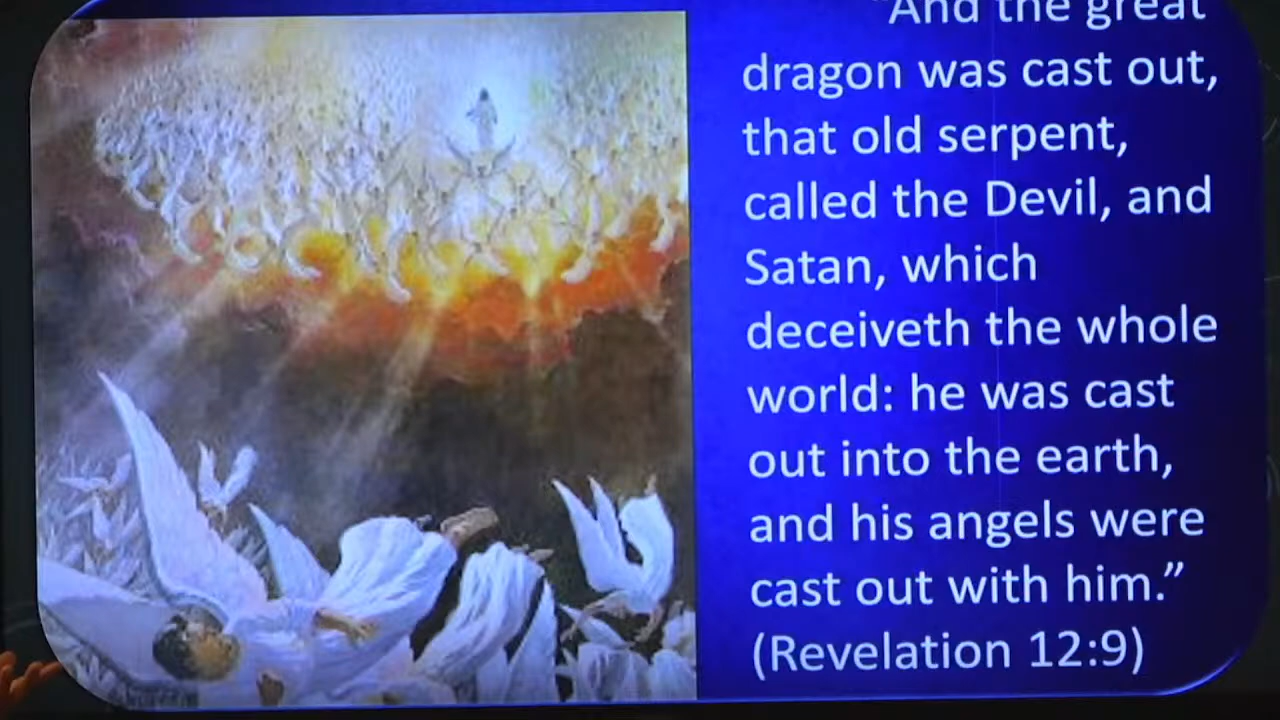 "And the great
dragon was cast out,
that old serpent,
called the Devil, and
Satan, which
deceiveth the whole
world: he was cast
out into the earth,
and his angels were
cast out with him.”
(Revelation 12:9)